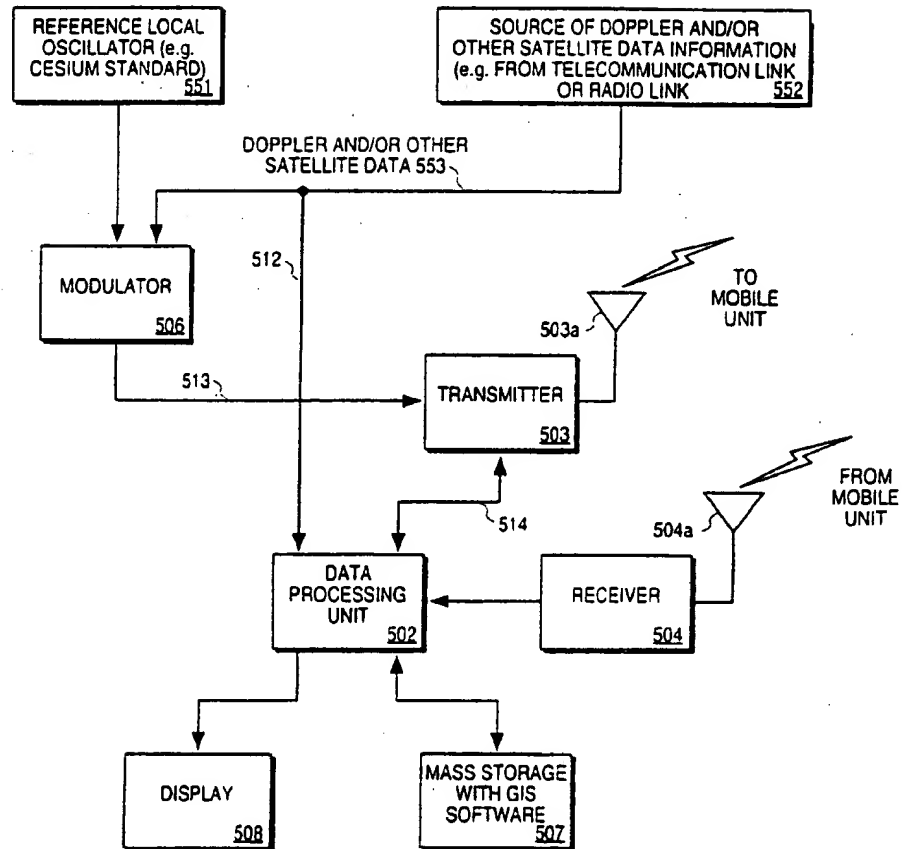 REFERENCE LOCAL
OSCILLATOR (e.g.
CESIUM STANDARD)
551
SOURCE OF DOPPLER AND/OR
OTHER SATELLITE DATA INFORMATION
(e.g. FROM TELECOMMUNICATION LINK
OR RADIO LINK
552
DOPPLER AND/OR OTHER
SATELLITE DATA 553
512
MODULATOR
506
TO
MOBILE
UNIT
503a
513
TRANSMITTER
503
FROM
MOBILE
UNIT
504a
514
DATA
PROCESSING
UNIT
502
RECEIVER
504
DISPLAY
508
MASS STORAGE
WITH GIS
SOFTWARE
507